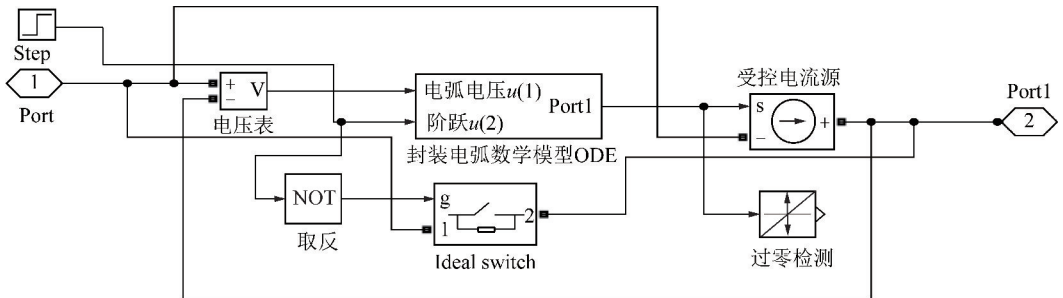 Step
1
Port
+
V
−
电压表
电弧电压u(1)
阶跃u(2)
Port1
封装电弧数学模型ODE
受控电流源
s
−
+
Port1
2
NOT
取反
g
1
2
Ideal switch
过零检测